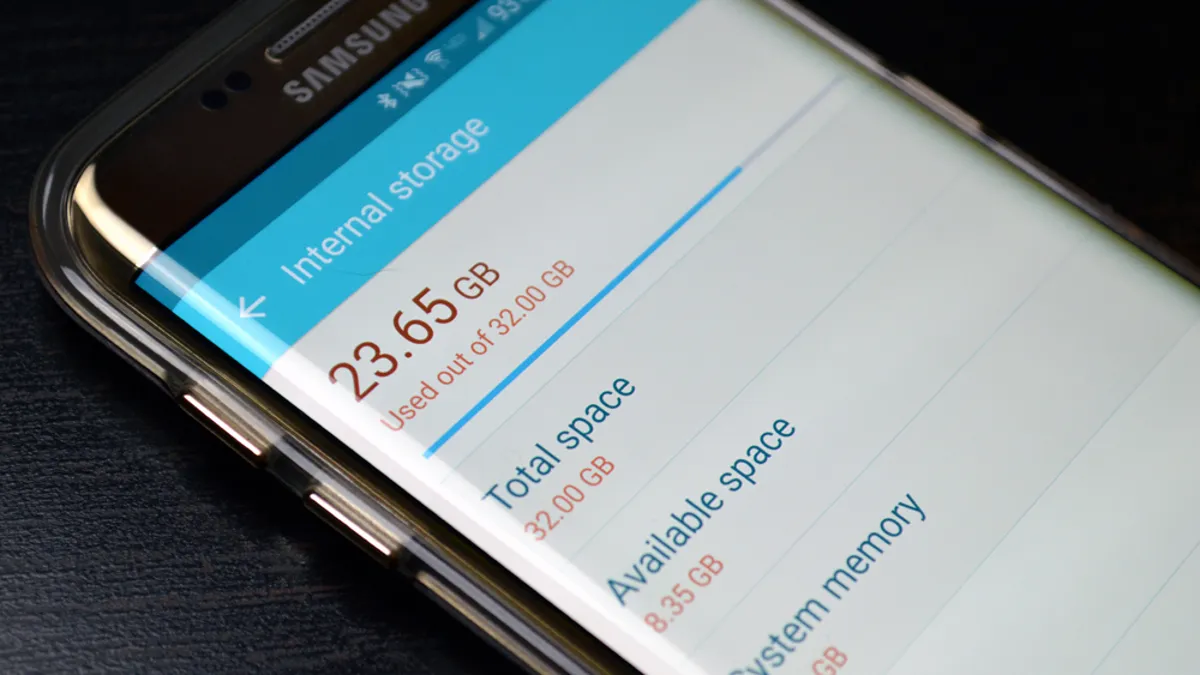 SAMSUNG
93%
Internal storage
23.65 GB
Used out of 32.00 GB
Total space
32.00 GB
Available space
8.35 GB
System memory
GB